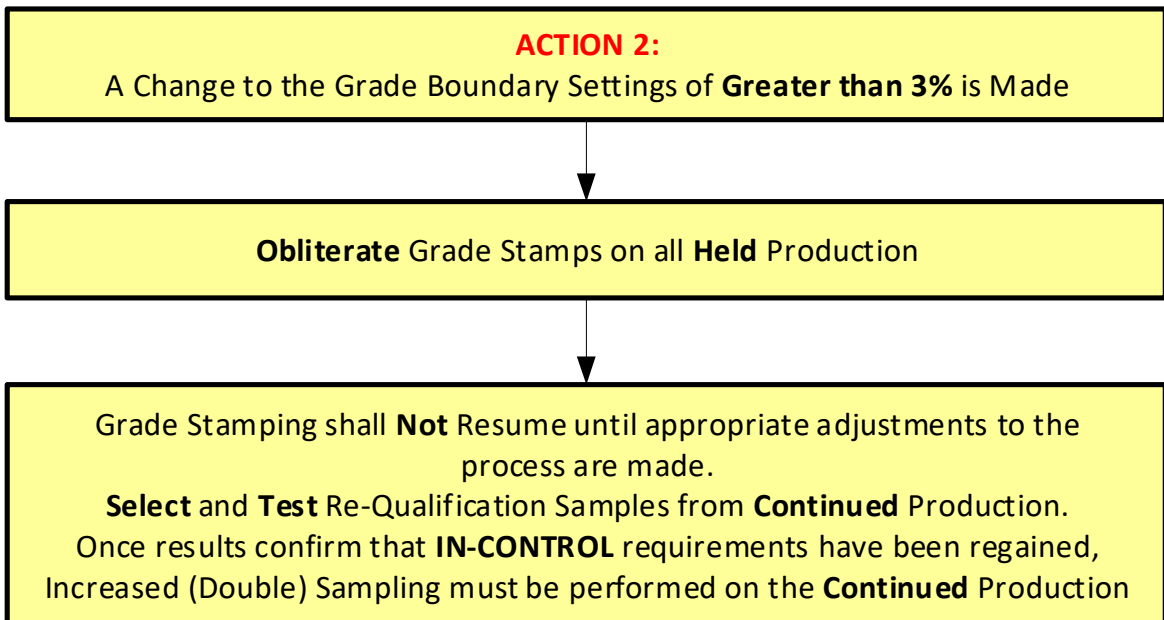 ACTION 2:
A Change to the Grade Boundary Settings of Greater than 3% is Made
Obliterate Grade Stamps on all Held Production
Grade Stamping shall Not Resume until appropriate adjustments to the
process are made.
Select and Test Re-Qualification Samples from Continued Production.
Once results confirm that IN-CONTROL requirements have been regained,
Increased (Double) Sampling must be performed on the Continued Production